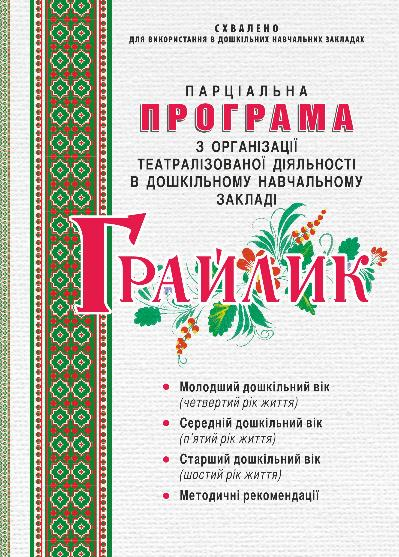 СХВАЛЕНО
ДЛЯ ВИКОРИСТАННЯ В ДОШКІЛЬНИХ НАВЧАЛЬНИХ ЗАКЛАДАХ
ПАРЦІАЛЬНА
ПРОГРАМА
З ОРГАНІЗАЦІЇ
ТЕАТРАЛІЗОВАНОЇ ДІЯЛЬНОСТІ
В ДОШКІЛЬНОМУ НАВЧАЛЬНОМУ
ЗАКЛАДІ
ГРАЙЛИК
• Молодший дошкільний вік
(четвертий рік життя)
• Середній дошкільний вік
(п'ятий рік життя)
• Старший дошкільний вік
(шостий рік життя)
• Методичні рекомендації